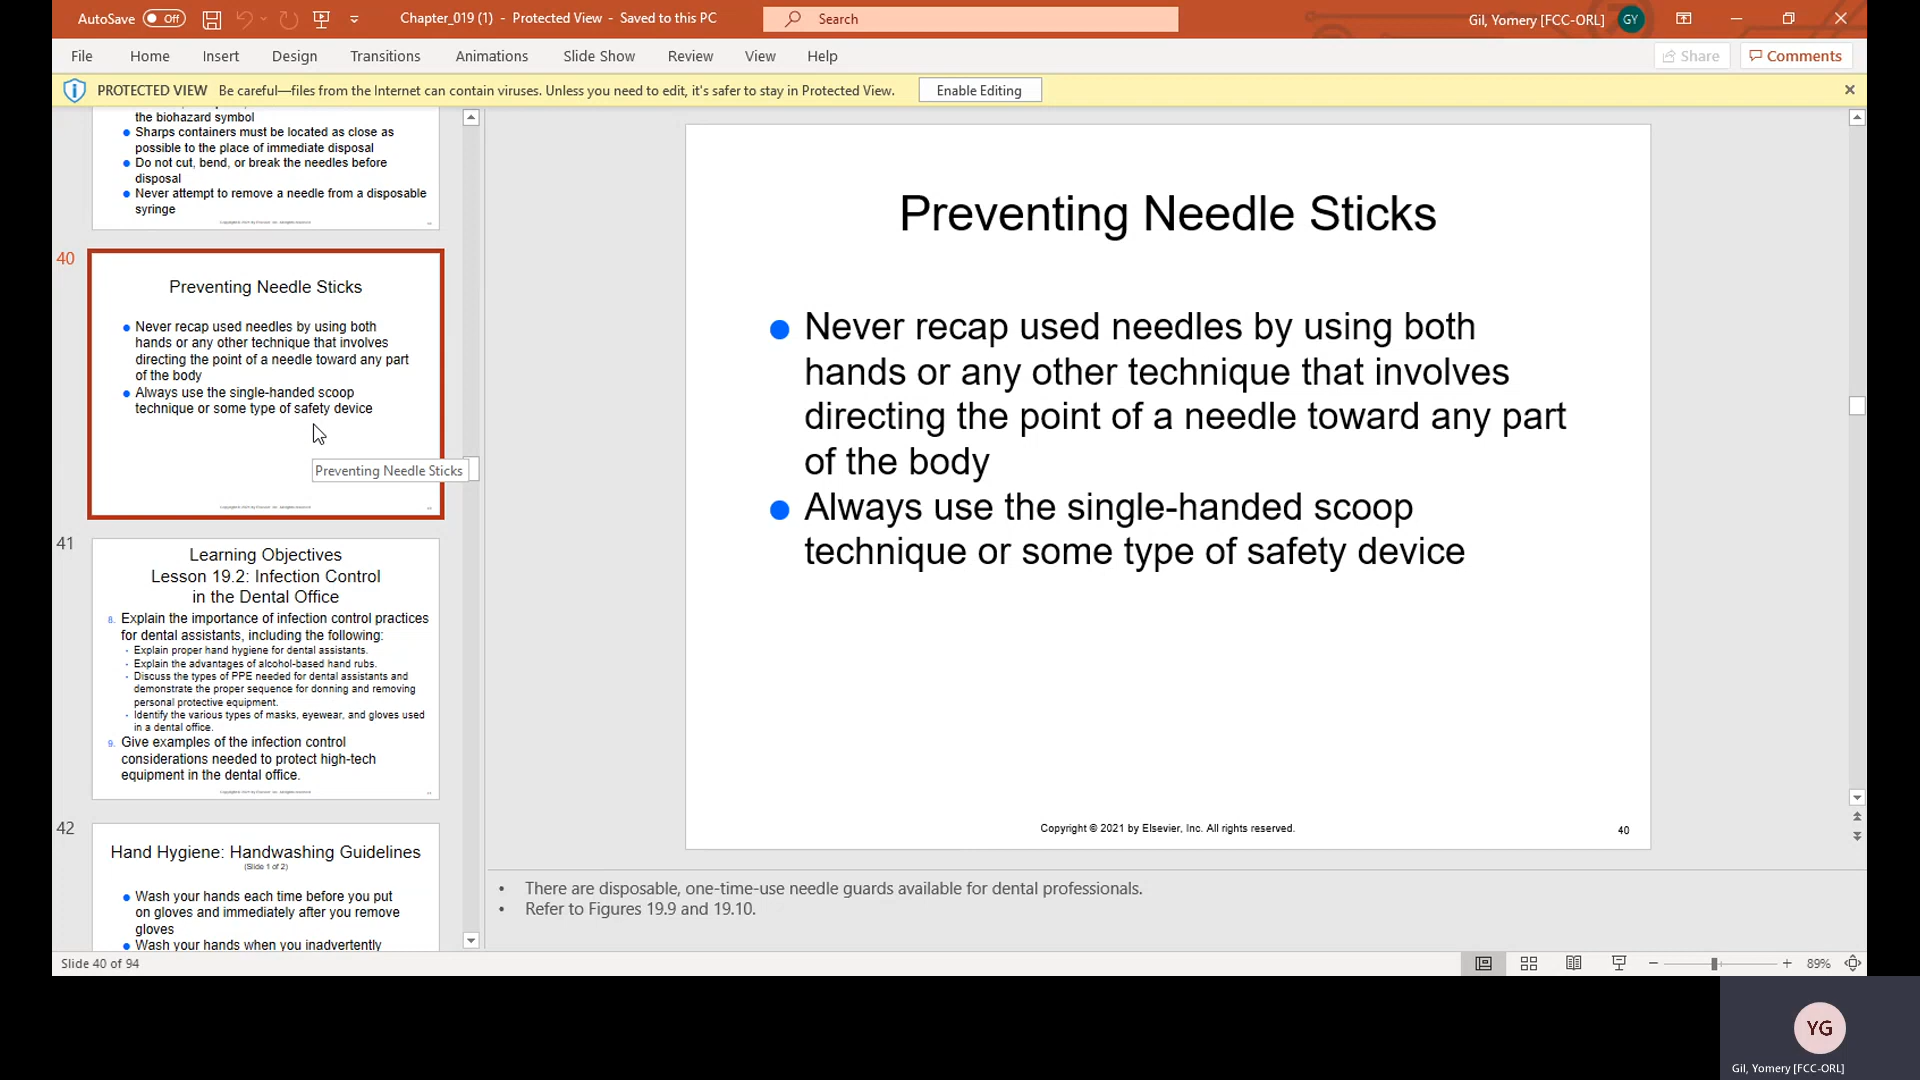 AutoSave Off
Chapter_019 (1) - Protected View - Saved to this PC
Search
Gil, Yomery [FCC-ORL] GY
File Home Insert Design Transitions Animations Slide Show Review View Help
Share Comments
PROTECTED VIEW Be careful—files from the Internet can contain viruses. Unless you need to edit, it's safer to stay in Protected View. Enable Editing
the biohazard symbol
Sharps containers must be located as close as
possible to the place of immediate disposal
Do not cut, bend, or break the needles before
disposal
Never attempt to remove a needle from a disposable
syringe
40
Preventing Needle Sticks
Never recap used needles by using both
hands or any other technique that involves
directing the point of a needle toward any part
of the body
Always use the single-handed scoop
technique or some type of safety device
Preventing Needle Sticks
41
Learning Objectives
Lesson 19.2: Infection Control
in the Dental Office
8. Explain the importance of infection control practices
for dental assistants, including the following:
- Explain proper hand hygiene for dental assistants.
- Explain the advantages of alcohol-based hand rubs.
- Discuss the types of PPE needed for dental assistants and
demonstrate the proper sequence for donning and removing
personal protective equipment.
- Identify the various types of masks, eyewear, and gloves used
in a dental office.
9. Give examples of the infection control
considerations needed to protect high-tech
equipment in the dental office.
42
Hand Hygiene: Handwashing Guidelines
(Slide 1 of 2)
Wash your hands each time before you put
on gloves and immediately after you remove
gloves
Wash your hands when you inadvertently
Preventing Needle Sticks
Never recap used needles by using both
hands or any other technique that involves
directing the point of a needle toward any part
of the body
Always use the single-handed scoop
technique or some type of safety device
Copyright © 2021 by Elsevier, Inc. All rights reserved.
40
• There are disposable, one-time-use needle guards available for dental professionals.
• Refer to Figures 19.9 and 19.10.
Slide 40 of 94
89%
YG
Gil, Yomery [FCC-ORL]